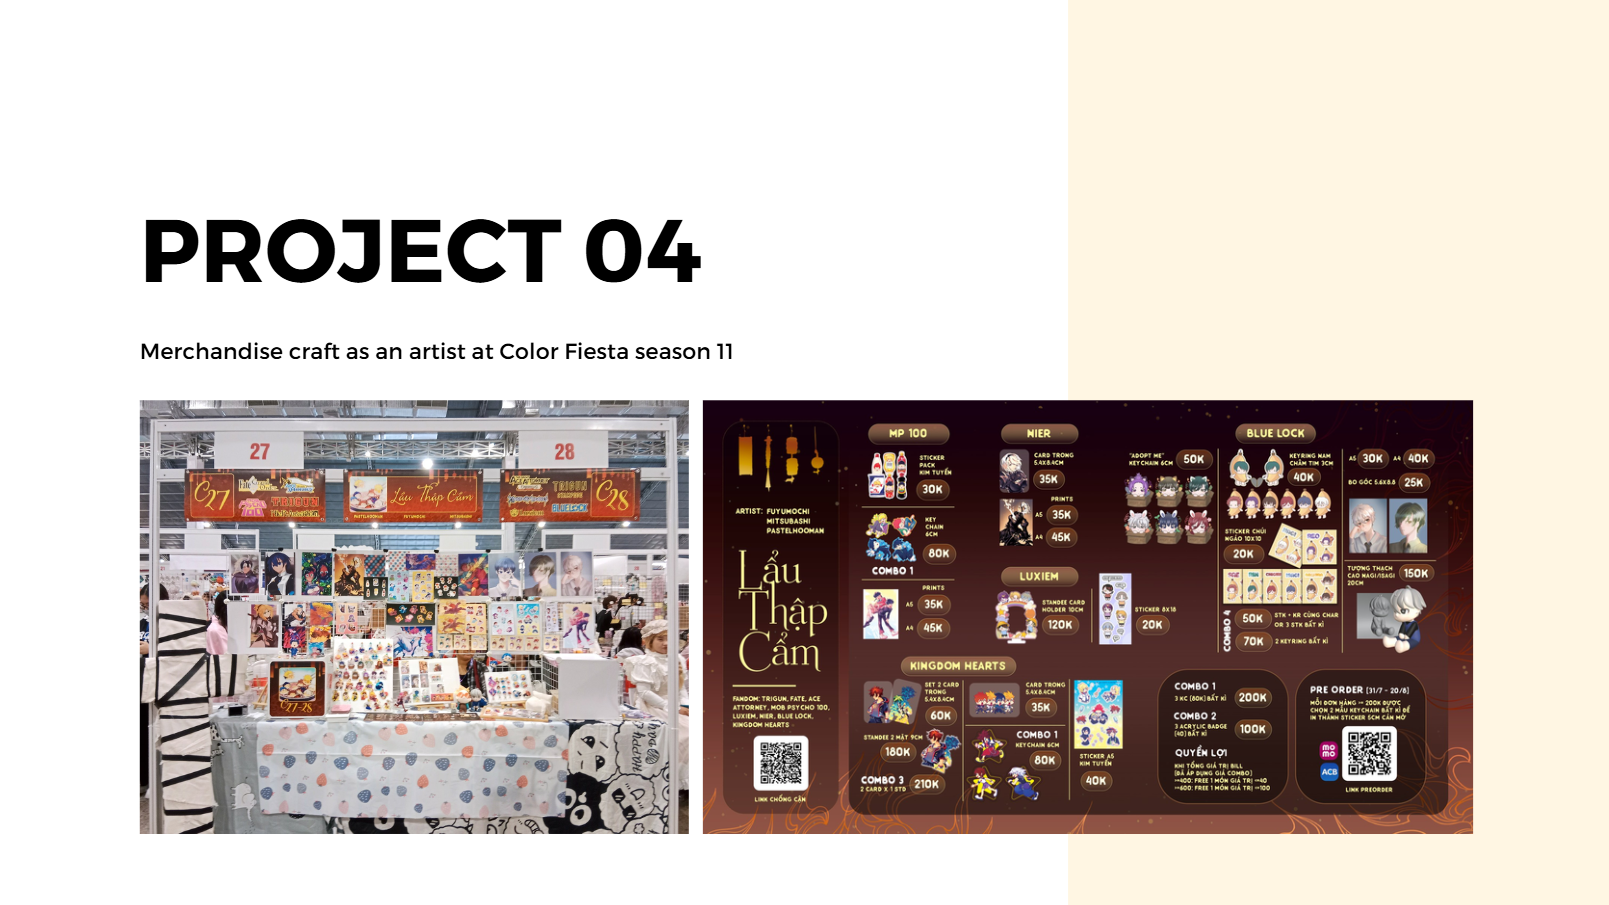 PROJECT 04
Merchandise craft as an artist at Color Fiesta season 11
27
28
C27
Lẩu Thập Cẩm
PASTELHOOMAN
FUYUMOCHI
MITSUBASHI
TRIGUN
BLUELOCK
C28
C27-28
ARTIST: FUYUMOCHI
MITSUBASHI
PASTELHOOMAN
Lẩu
Thập
Cẩm
FANDOM: TRIGUN, FATE, ACE
ATTORNEY, MOB PSYCHO 100,
LUXIEM, NIER, BLUE LOCK,
KINGDOM HEARTS
LINK CHỐNG CẬN
MP 100
STICKER
PACK
KIM TUYẾN
30K
KEY
CHAIN
6CM
80K
COMBO 1
PRINTS
A5 35K
A4 45K
NIER
CARD TRONG
5.4X8.4CM
35K
PRINTS
A5 35K
A4 45K
"ADOPT ME"
KEYCHAIN 6CM
50K
LUXIEM
STANDEE CARD
HOLDER 10CM
120K
STICKER 8X18
20K
BLUE LOCK
KEYRING NAM
CHÂM TIM 3CM
40K
A5 30K A4 40K
BO GÓC 5.6X8.8 25K
STICKER CHÚI
NGÁO 10X10
20K
TƯỢNG THẠCH
CAO NAGI/ISAGI
20CM
150K
COMBO 4
50K STK + KR CÙNG CHAR
OR 3 STK BẤT KÌ
70K 2 KEYRING BẤT KÌ
KINGDOM HEARTS
SET 2 CARD
TRONG
5.4X8.4CM
60K
STANDEE 2 MẶT 9CM
180K
COMBO 3
2 CARD X 1 STD
210K
CARD TRONG
5.4X8.4CM
35K
COMBO 1
KEYCHAIN 6CM
80K
STICKER A5
KIM TUYẾN
40K
COMBO 1
3 KC (80K) BẤT KÌ
200K
COMBO 2
3 ACRYLIC BADGE
(40) BẤT KÌ
100K
QUYỀN LỢI
KHI TỔNG GIÁ TRỊ BILL
(ĐÃ ÁP DỤNG GIÁ COMBO)
>=400: FREE 1 MÓN GIÁ TRỊ <=40
>=600: FREE 1 MÓN GIÁ TRỊ <=100
PRE ORDER (31/7 - 20/8)
MỖI ĐƠN HÀNG >= 200K ĐƯỢC
CHỌN 2 MẪU KEYCHAIN BẤT KÌ ĐỂ
IN THÀNH STICKER 5CM CÁN MỜ
mo
mo
ACB
LINK PREORDER